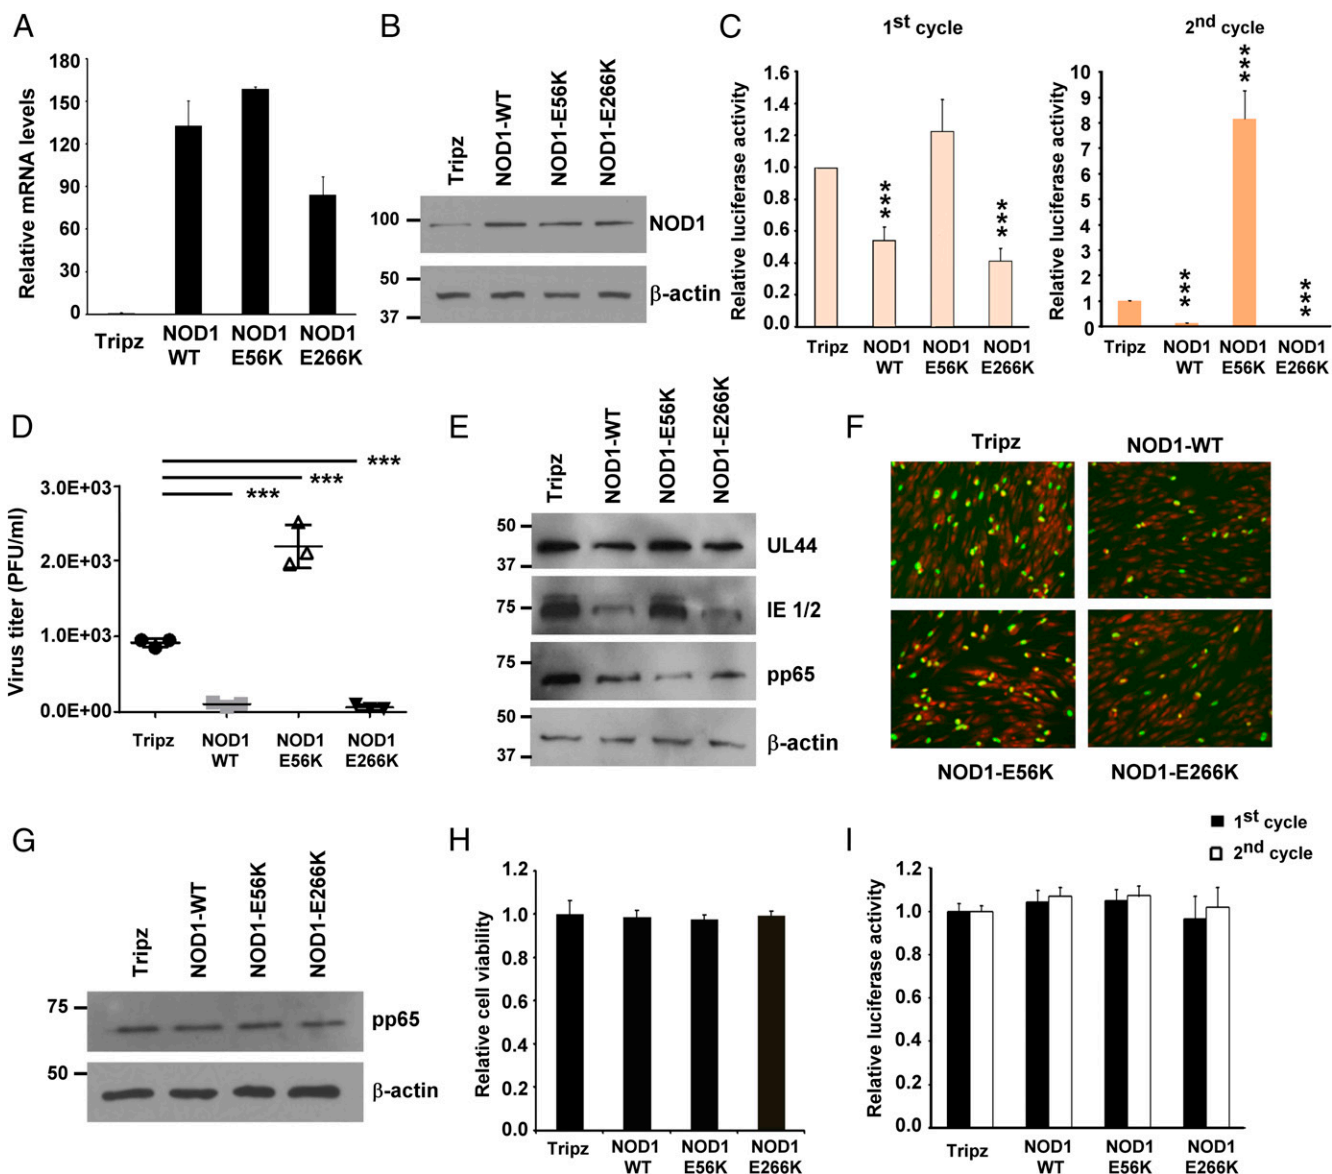 A
Relative mRNA levels
180
150
120
90
60
30
0
Tripz
NOD1 WT
NOD1 E56K
NOD1 E266K
B
Tripz
NOD1-WT
NOD1-E56K
NOD1-E266K
100
50
37
NOD1
β-actin
C
1st cycle
Relative luciferase activity
1.6
1.4
1.2
1.0
0.8
0.6
0.4
0.2
0.0
***
***
Tripz
NOD1 WT
NOD1 E56K
NOD1 E266K
2nd cycle
Relative luciferase activity
10
9
8
7
6
5
4
3
2
1
0
***
***
***
Tripz
NOD1 WT
NOD1 E56K
NOD1 E266K
D
Virus titer (PFU/ml)
3.0E+03
2.0E+03
1.0E+03
0.0E+00
***
***
***
Tripz
NOD1 WT
NOD1 E56K
NOD1 E266K
E
Tripz
NOD1-WT
NOD1-E56K
NOD1-E266K
50
37
UL44
75
IE 1/2
75
pp65
50
37
β-actin
F
Tripz
NOD1-WT
NOD1-E56K
NOD1-E266K
G
Tripz
NOD1-WT
NOD1-E56K
NOD1-E266K
75
pp65
50
β-actin
H
Relative cell viability
1.2
1.0
0.8
0.6
0.4
0.2
0.0
Tripz
NOD1 WT
NOD1 E56K
NOD1 E266K
I
1st cycle
2nd cycle
Relative luciferase activity
1.2
1.0
0.8
0.6
0.4
0.2
0.0
Tripz
NOD1 WT
NOD1 E56K
NOD1 E266K